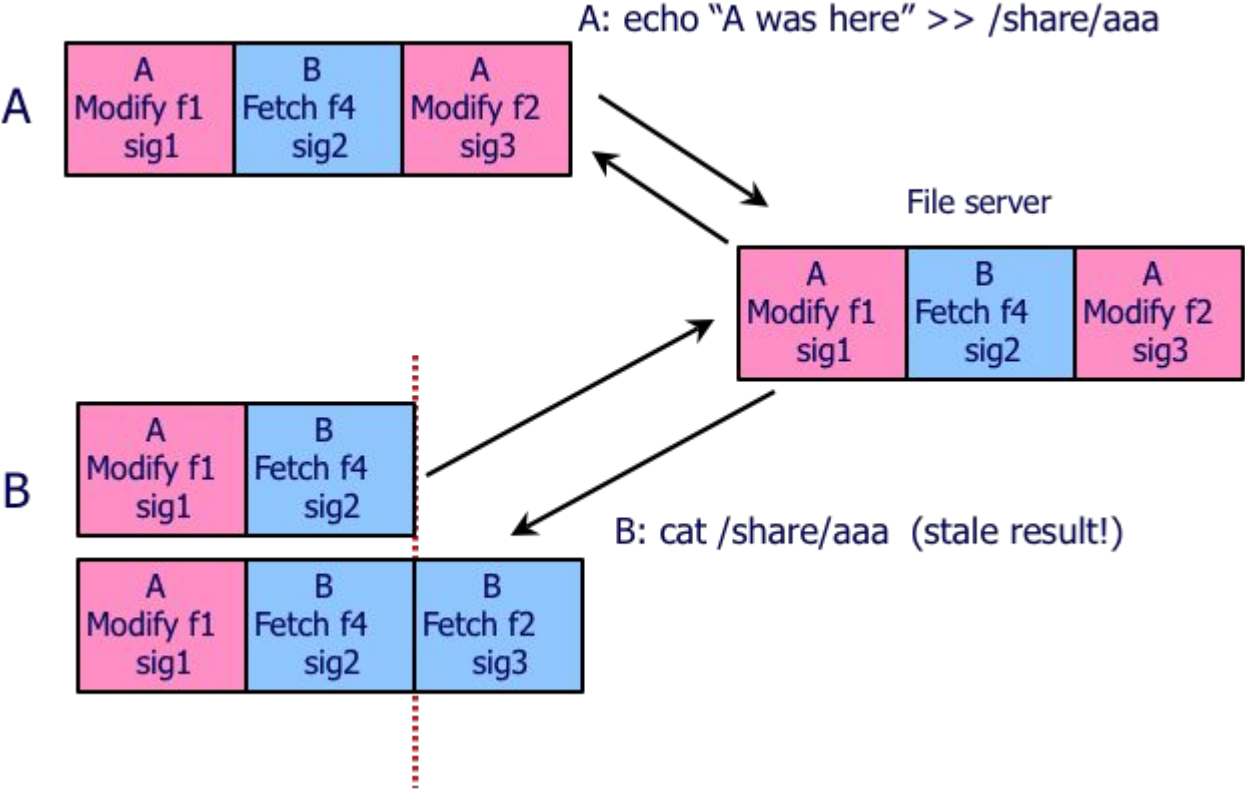 A: echo “A was here” >> /share/aaa
A
A
Modify f1
sig1
B
Fetch f4
sig2
A
Modify f2
sig3
File server
A
Modify f1
sig1
B
Fetch f4
sig2
A
Modify f2
sig3
B
A
Modify f1
sig1
B
Fetch f4
sig2
B: cat /share/aaa (stale result!)
A
Modify f1
sig1
B
Fetch f4
sig2
B
Fetch f2
sig3